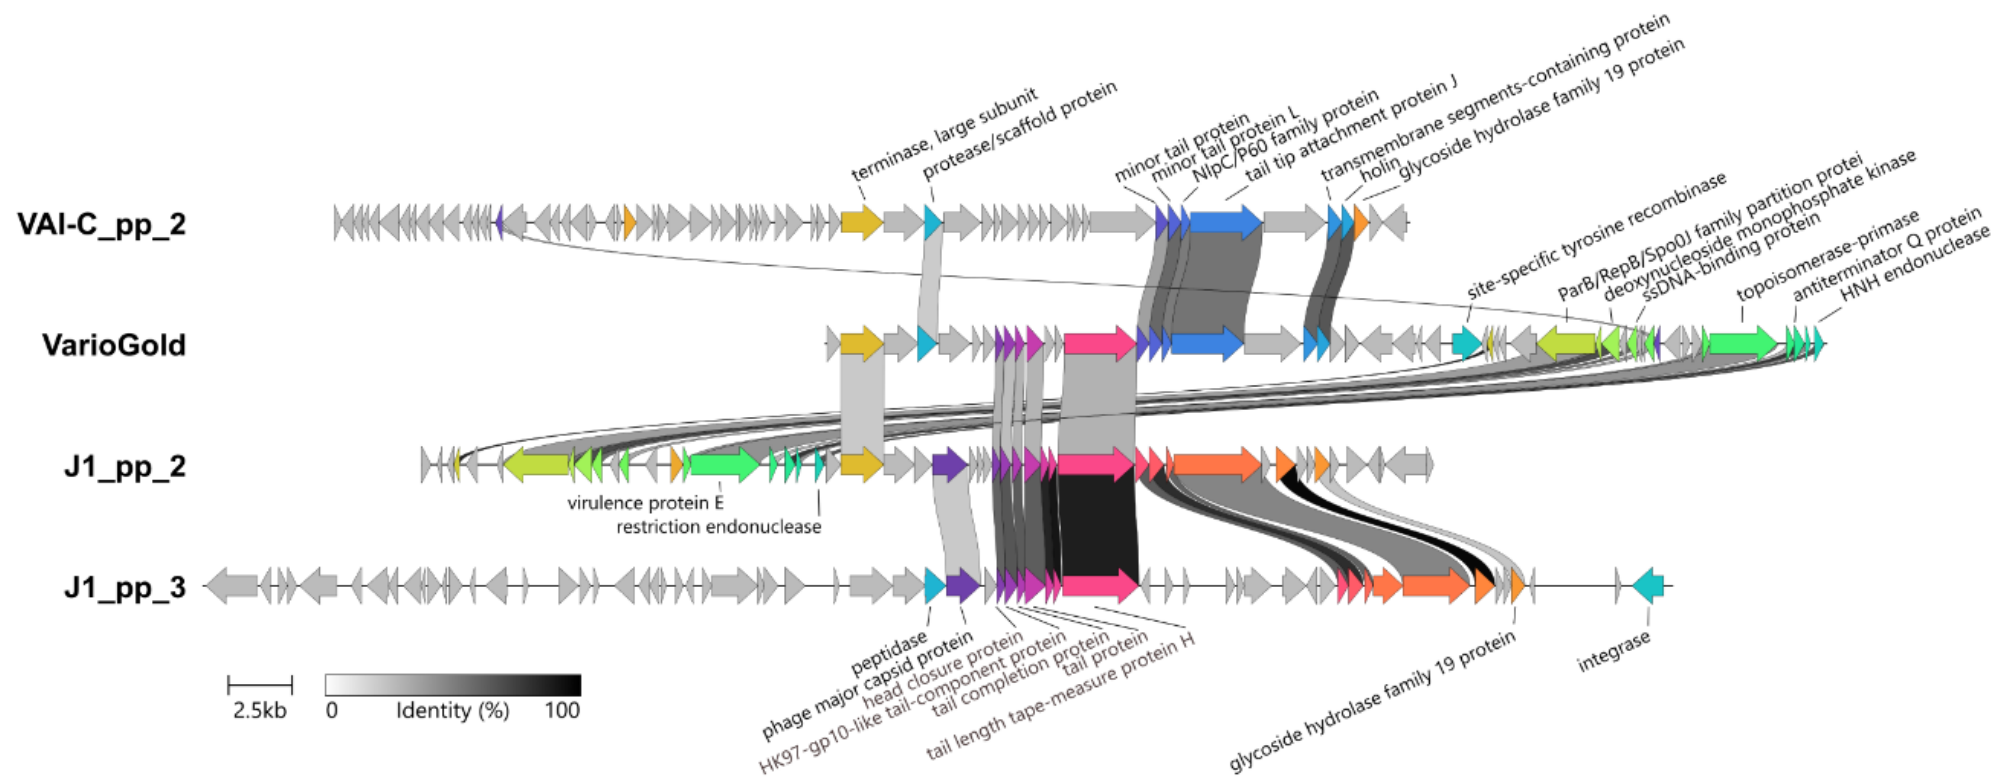 terminase, large subunit
protease/scaffold protein
minor tail protein
minor tail protein L
NlpC/P60 family protein
tail tip attachment protein J
transmembrane segments-containing protein
holin
glycoside hydrolase family 19 protein
VAI-C_pp_2
site-specific tyrosine recombinase
ParB/RepB/Spo0J family partition protei
deoxynucleoside monophosphate kinase
ssDNA-binding protein
topoisomerase-primase
antiterminator Q protein
HNH endonuclease
VarioGold
J1_pp_2
virulence protein E
restriction endonuclease
J1_pp_3
peptidase
phage major capsid protein
head closure protein
HK97-gp10-like tail-component protein
tail completion protein
tail protein
tail length tape-measure protein H
glycoside hydrolase family 19 protein
integrase
2.5kb
0 Identity (%) 100